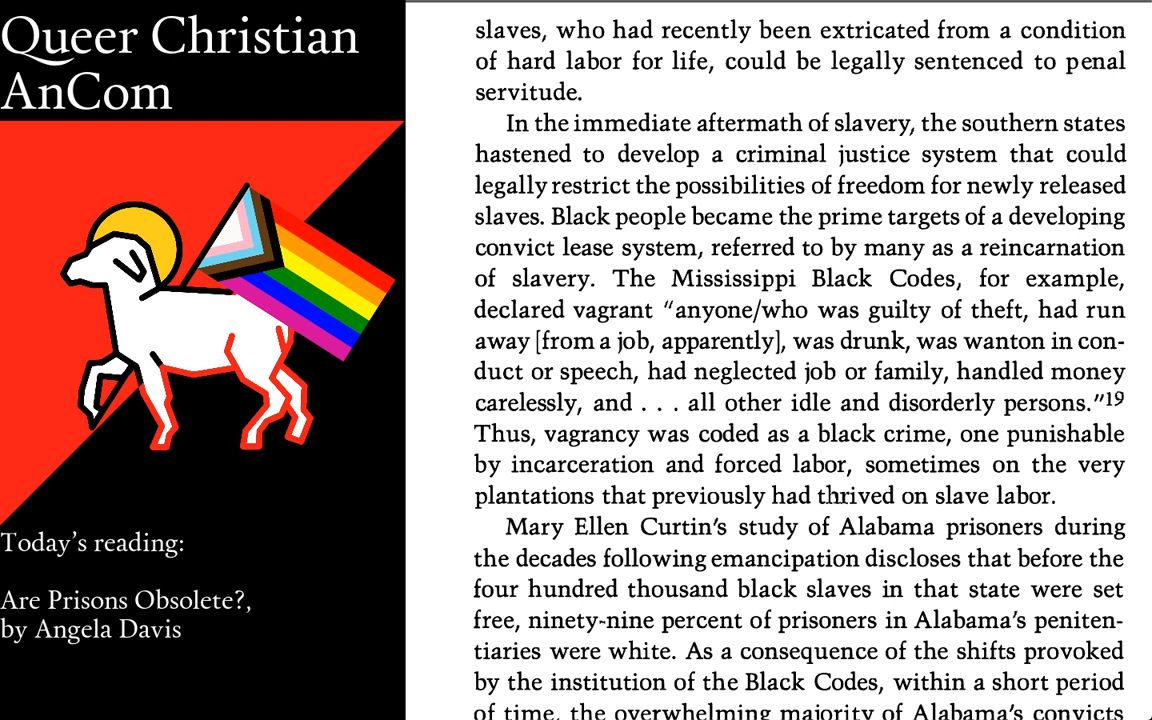 Queer Christian
AnCom
Today's reading:
Are Prisons Obsolete?,
by Angela Davis
slaves, who had recently been extricated from a condition
of hard labor for life, could be legally sentenced to penal
servitude.
In the immediate aftermath of slavery, the southern states
hastened to develop a criminal justice system that could
legally restrict the possibilities of freedom for newly released
slaves. Black people became the prime targets of a developing
convict lease system, referred to by many as a reincarnation
of slavery. The Mississippi Black Codes, for example,
declared vagrant "anyone/who was guilty of theft, had run
away [from a job, apparently], was drunk, was wanton in con-
duct or speech, had neglected job or family, handled money
carelessly, and . . . all other idle and disorderly persons."19
Thus, vagrancy was coded as a black crime, one punishable
by incarceration and forced labor, sometimes on the very
plantations that previously had thrived on slave labor.
Mary Ellen Curtin's study of Alabama prisoners during
the decades following emancipation discloses that before the
four hundred thousand black slaves in that state were set
free, ninety-nine percent of prisoners in Alabama's peniten-
tiaries were white. As a consequence of the shifts provoked
by the institution of the Black Codes, within a short period
of time, the overwhelming majority of Alabama's convicts